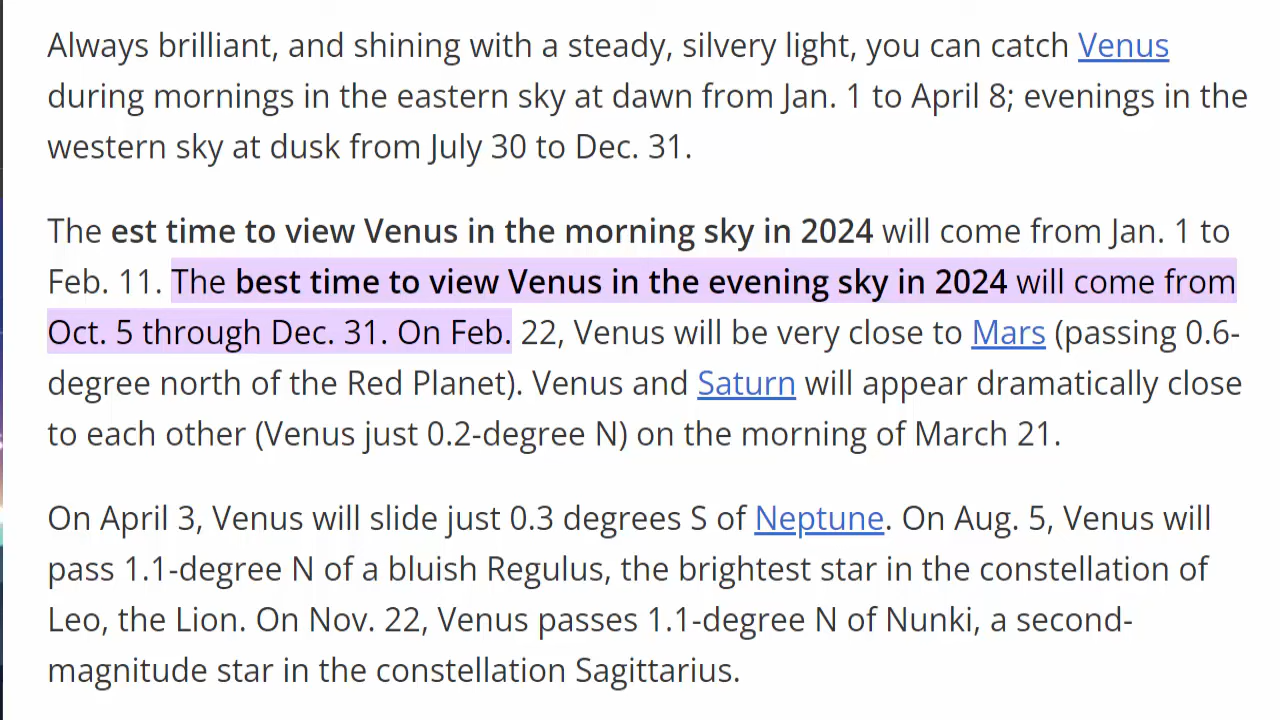 Always brilliant, and shining with a steady, silvery light, you can catch Venus
during mornings in the eastern sky at dawn from Jan. 1 to April 8; evenings in the
western sky at dusk from July 30 to Dec. 31.
The est time to view Venus in the morning sky in 2024 will come from Jan. 1 to
Feb. 11. The best time to view Venus in the evening sky in 2024 will come from
Oct. 5 through Dec. 31. On Feb. 22, Venus will be very close to Mars (passing 0.6-
degree north of the Red Planet). Venus and Saturn will appear dramatically close
to each other (Venus just 0.2-degree N) on the morning of March 21.
On April 3, Venus will slide just 0.3 degrees S of Neptune. On Aug. 5, Venus will
pass 1.1-degree N of a bluish Regulus, the brightest star in the constellation of
Leo, the Lion. On Nov. 22, Venus passes 1.1-degree N of Nunki, a second-
magnitude star in the constellation Sagittarius.